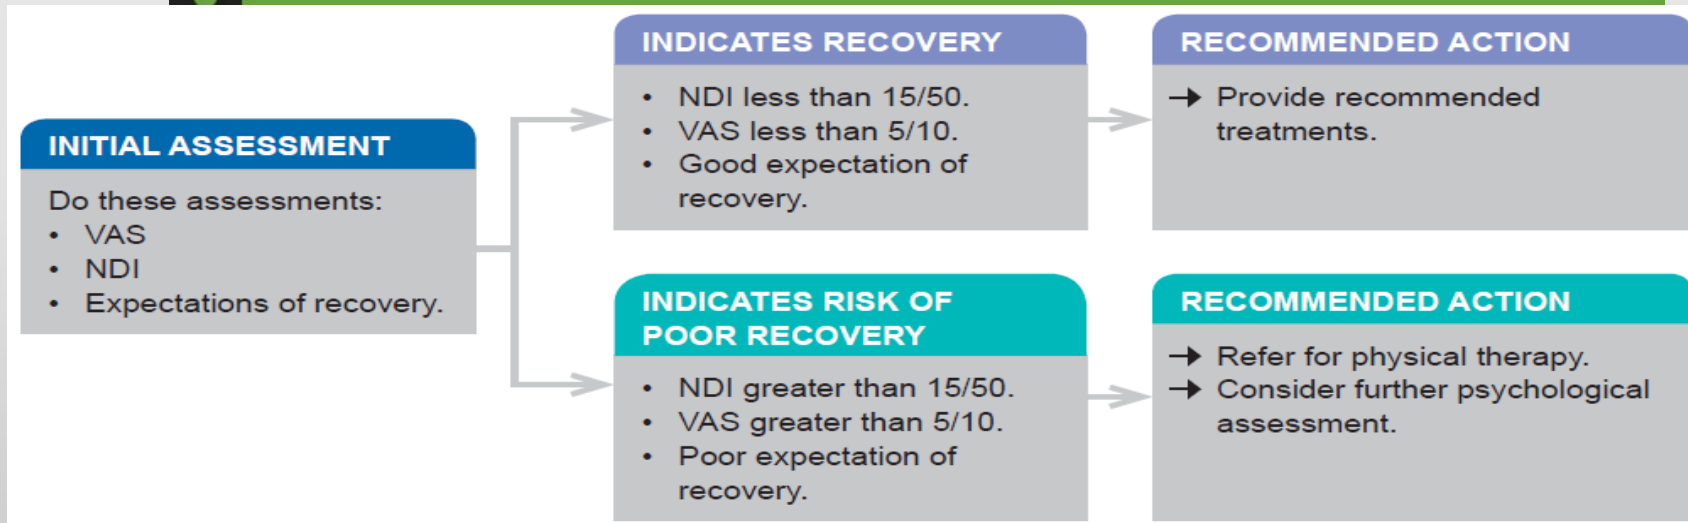 INITIAL ASSESSMENT
Do these assessments:
• VAS
• NDI
• Expectations of recovery.
INDICATES RECOVERY
• NDI less than 15/50.
• VAS less than 5/10.
• Good expectation of
recovery.
RECOMMENDED ACTION
→ Provide recommended
treatments.
INDICATES RISK OF
POOR RECOVERY
• NDI greater than 15/50.
• VAS greater than 5/10.
• Poor expectation of
recovery.
RECOMMENDED ACTION
→ Refer for physical therapy.
→ Consider further psychological
assessment.